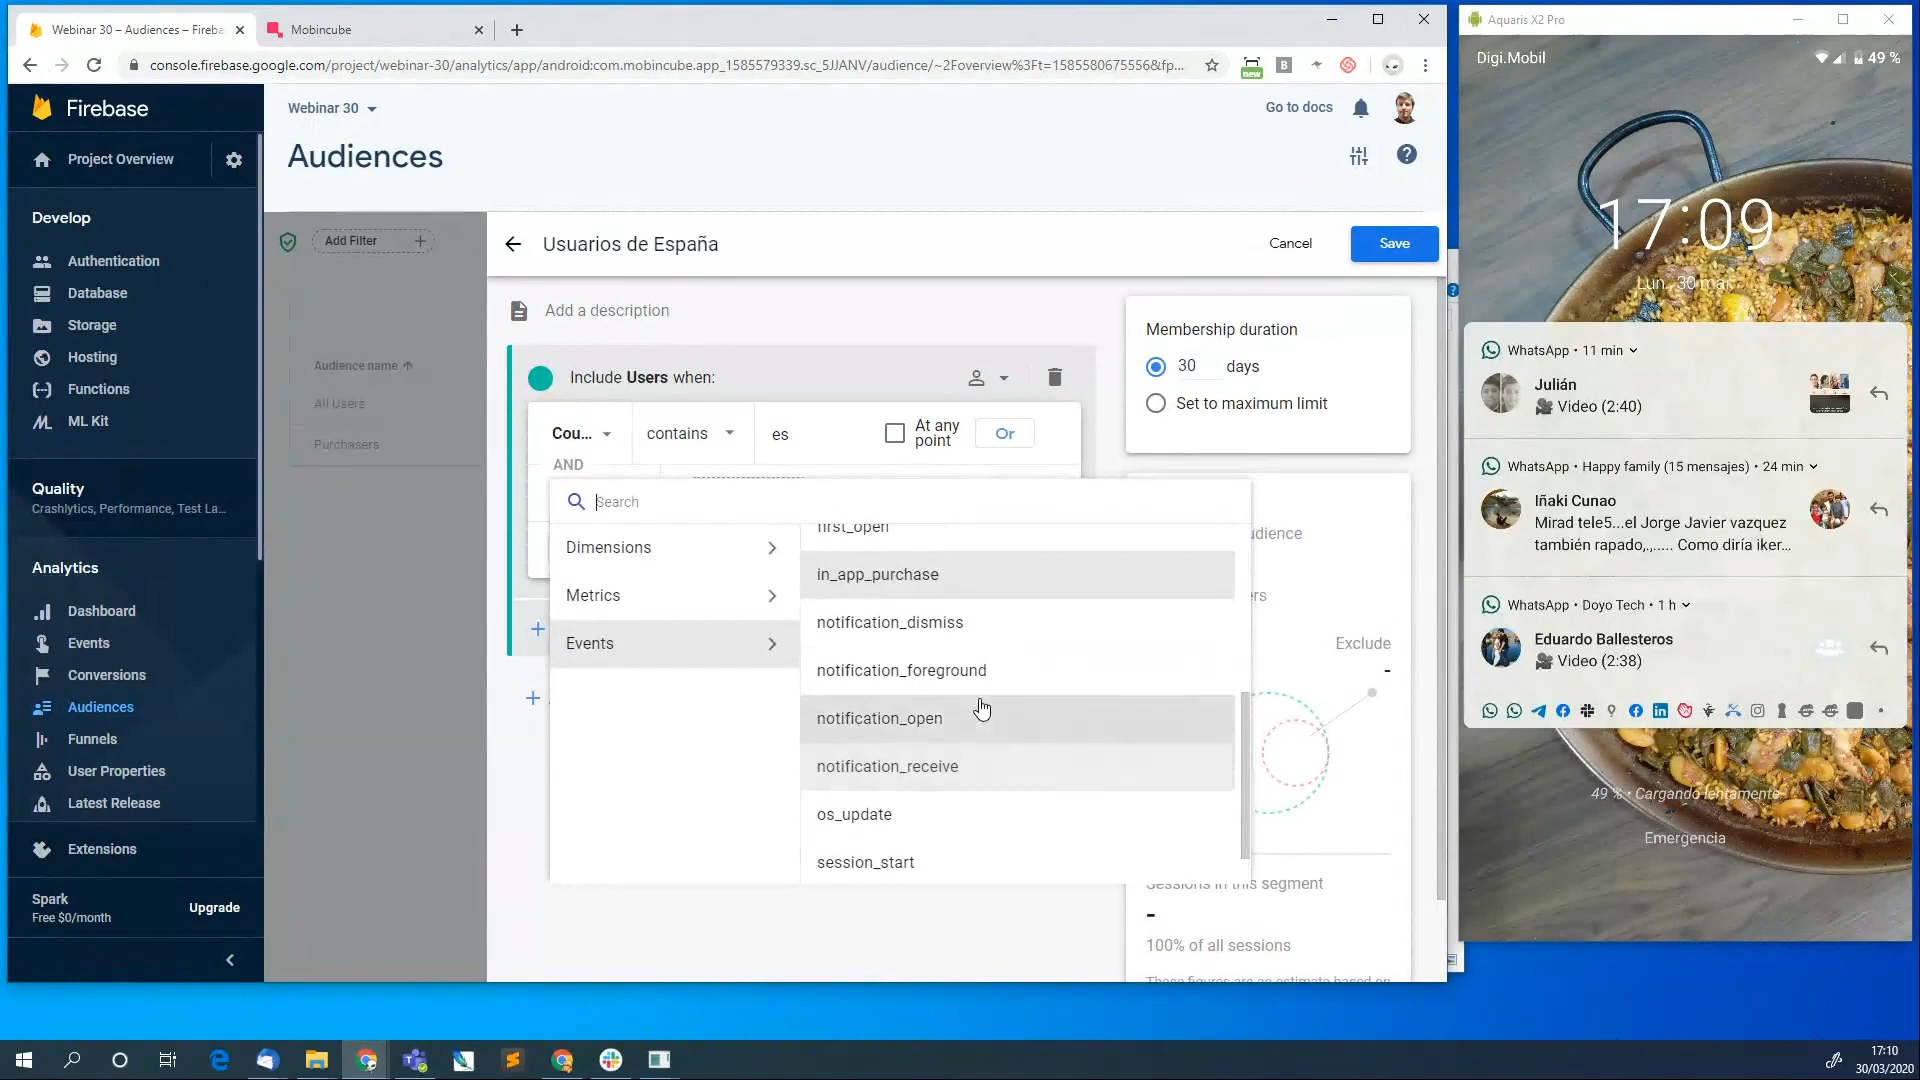 Webinar 30 – Audiences – Fireba
Mobincube
console.firebase.google.com/project/webinar-30/analytics/app/android:com.mobincube.app_1585579339.sc_5JJANV/audience/~2Foverview%3Ft=1585580675556&fp...
new
B
Firebase
Project Overview
Develop
Authentication
Database
Storage
Hosting
Functions
ML Kit
Quality
Crashlytics, Performance, Test La...
Analytics
Dashboard
Events
Conversions
Audiences
Funnels
User Properties
Latest Release
Extensions
Spark
Free $0/month
Upgrade
Webinar 30
Go to docs
Audiences
Add Filter
Audience name
All Users
Purchasers
Usuarios de España
Cancel
Save
Add a description
Include Users when:
Cou...
contains
es
At any point
Or
AND
Search
Dimensions
Metrics
Events
first_open
in_app_purchase
notification_dismiss
notification_foreground
notification_open
notification_receive
os_update
session_start
Membership duration
30 days
Set to maximum limit
Exclude
-
Sessions in this segment
-
100% of all sessions
These figures are an estimate based on
Aquaris X2 Pro
Digi.Mobil
49 %
17:09
Lun., 30 mar.
WhatsApp • 11 min
Julián
Video (2:40)
WhatsApp • Happy family (15 mensajes) • 24 min
Iñaki Cunao
Mirad tele5...el Jorge Javier vazquez
también rapado,,..... Como diría iker...
WhatsApp • Doyo Tech • 1 h
Eduardo Ballesteros
Video (2:38)
49 % • Cargando lentamente
Emergencia
17:10
30/03/2020